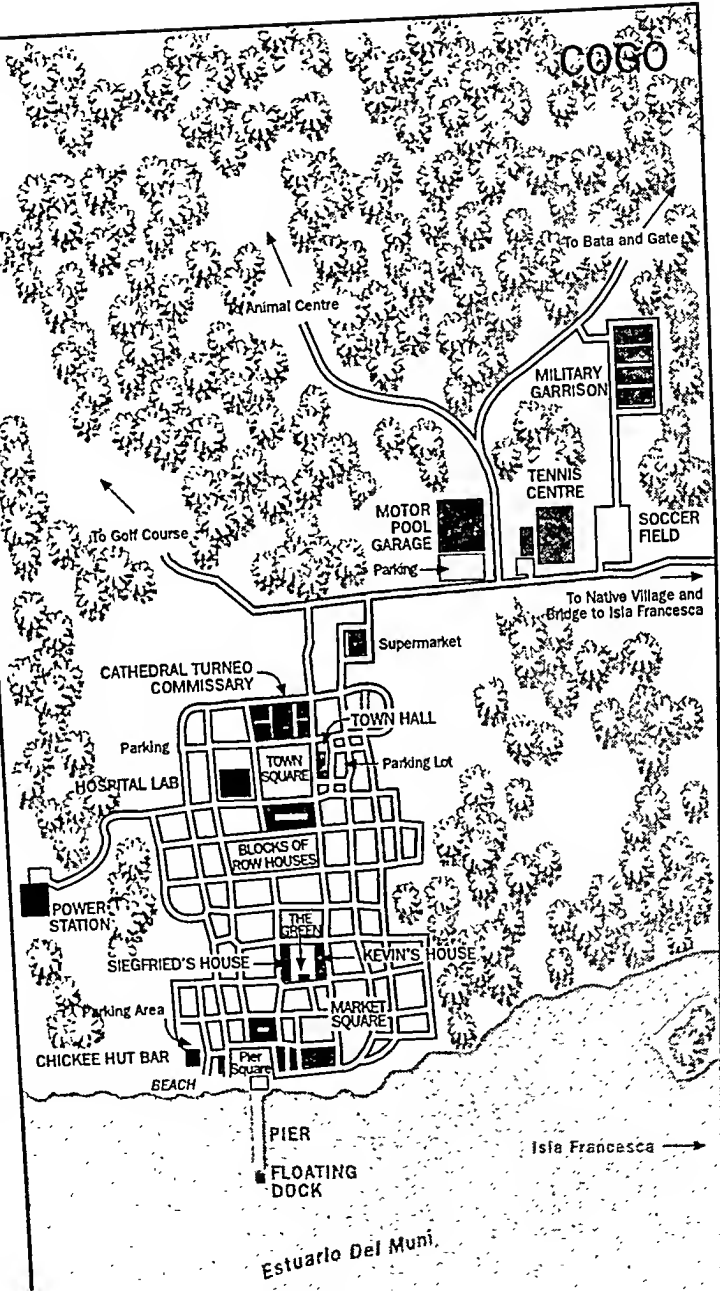 COGO
To Bata and Gate
To Animal Centre
MILITARY
GARRISON
TENNIS
CENTRE
MOTOR
POOL
GARAGE
Parking
SOCCER
FIELD
To Golf Course
To Native Village and
Bridge to Isla Francesca
Supermarket
CATHEDRAL TURNEO
COMMISSARY
TOWN HALL
Parking
TOWN
SQUARE
Parking Lot
HOSPITAL LAB
BLOCKS OF
ROW HOUSES
POWER
STATION
THE
GREEN
SIEGFRIED'S HOUSE
KEVIN'S HOUSE
Parking Area
MARKET
SQUARE
CHICKEE HUT BAR
Pier
Square
BEACH
PIER
Isla Francesca
FLOATING
DOCK
Estuario Del Muni